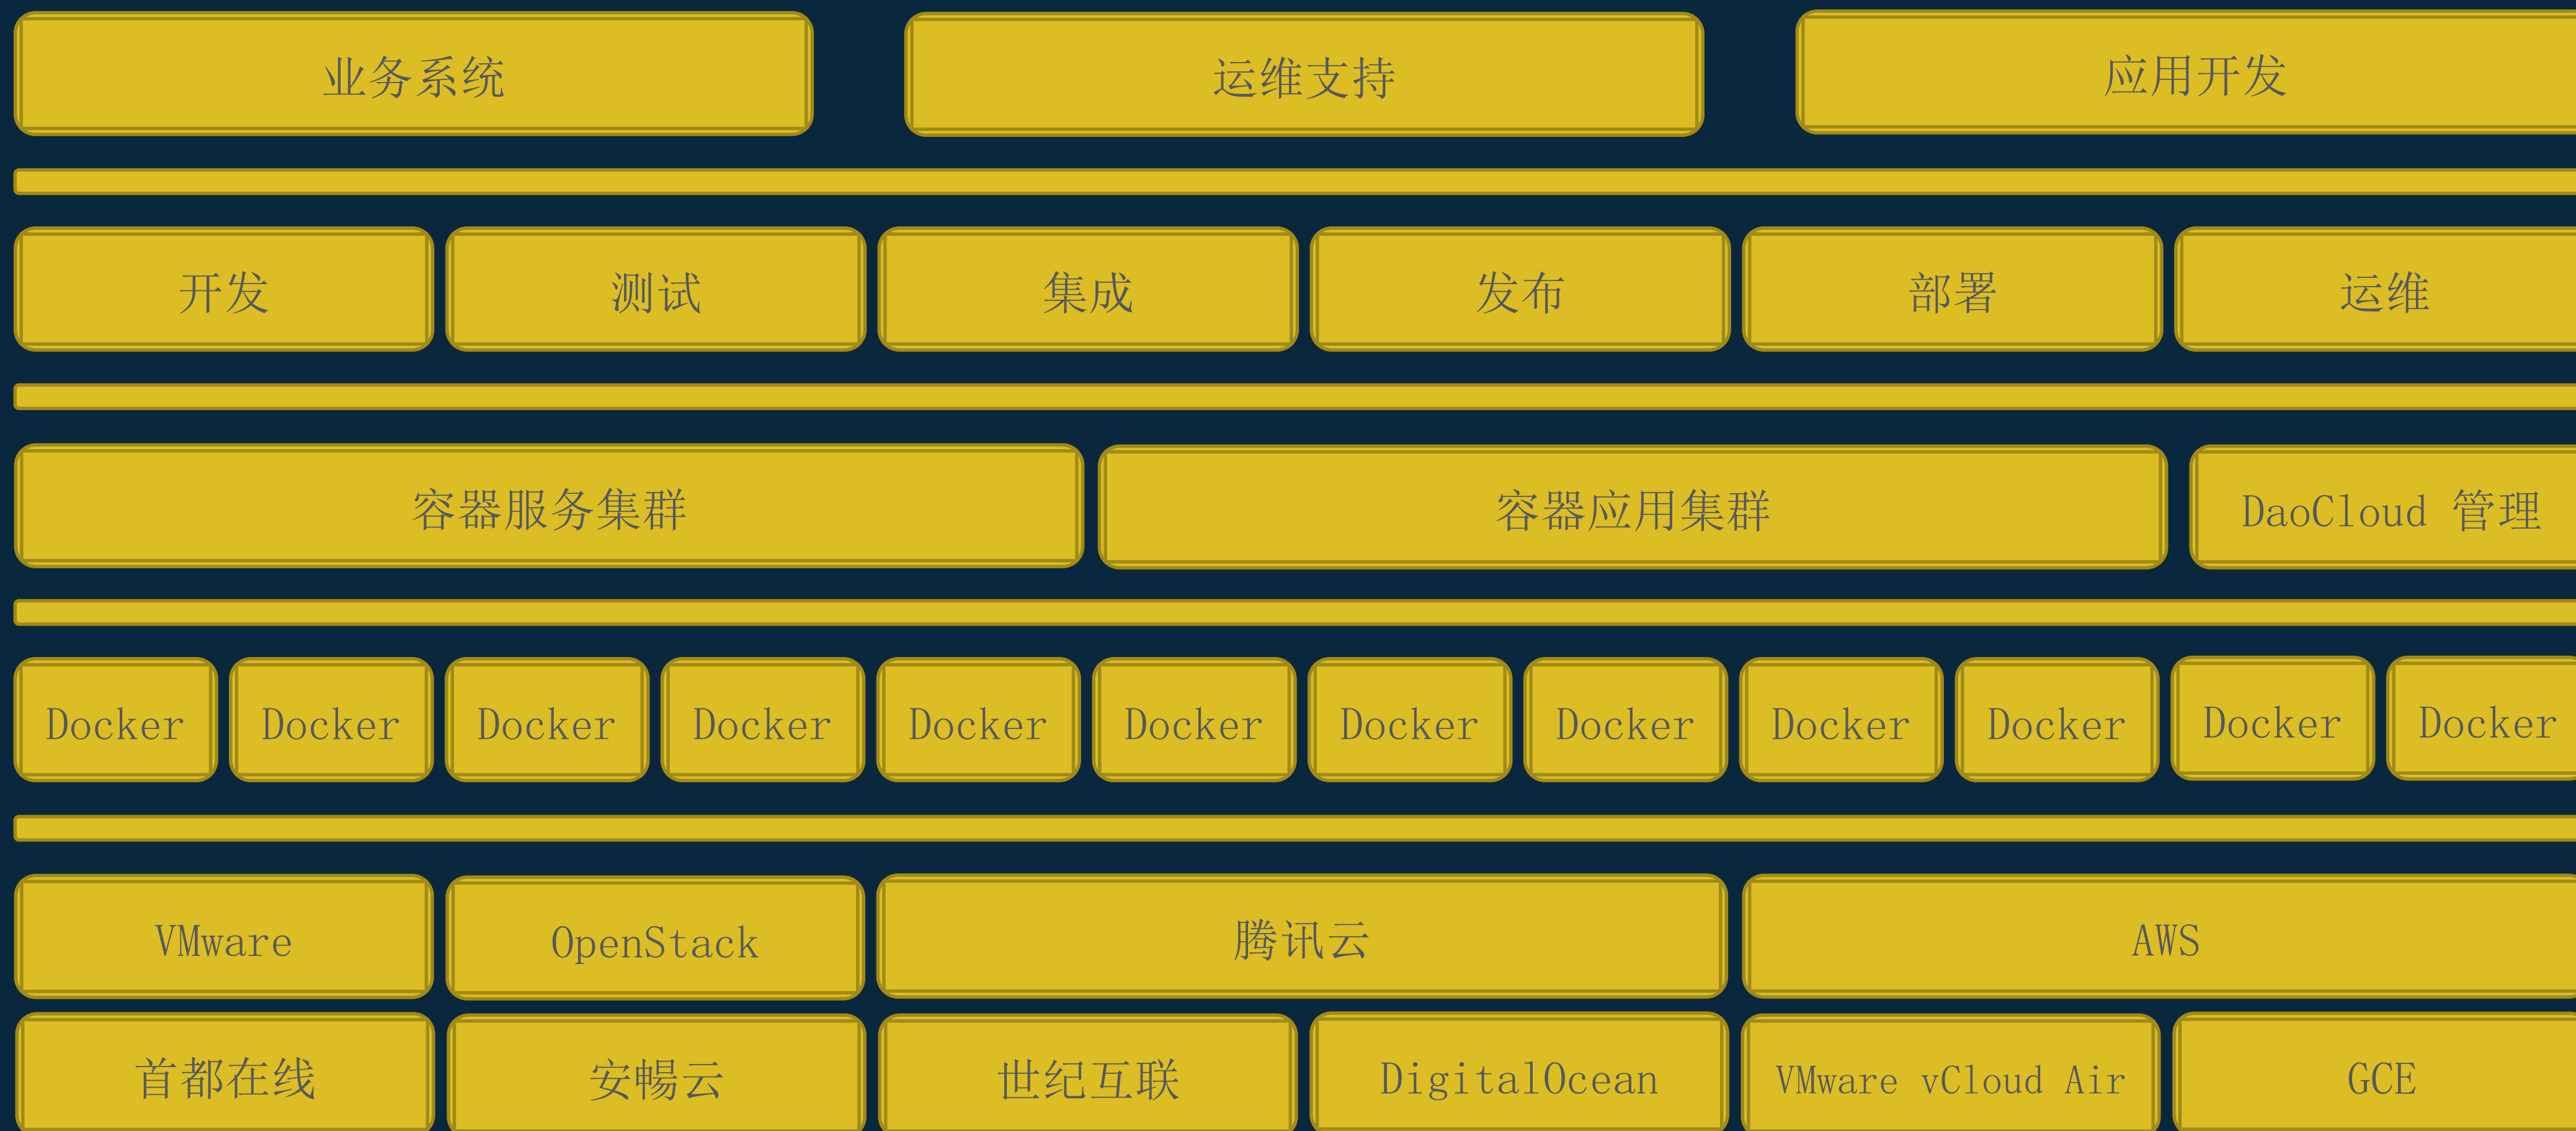 业务系统 运维支持 应用开发
开发 测试 集成 发布 部署 运维
容器服务集群 容器应用集群 DaoCloud 管理
Docker Docker Docker Docker Docker Docker Docker Docker Docker Docker Docker Docker
VMware OpenStack 腾讯云 AWS
首都在线 安暢云 世纪互联 DigitalOcean VMware vCloud Air GCE